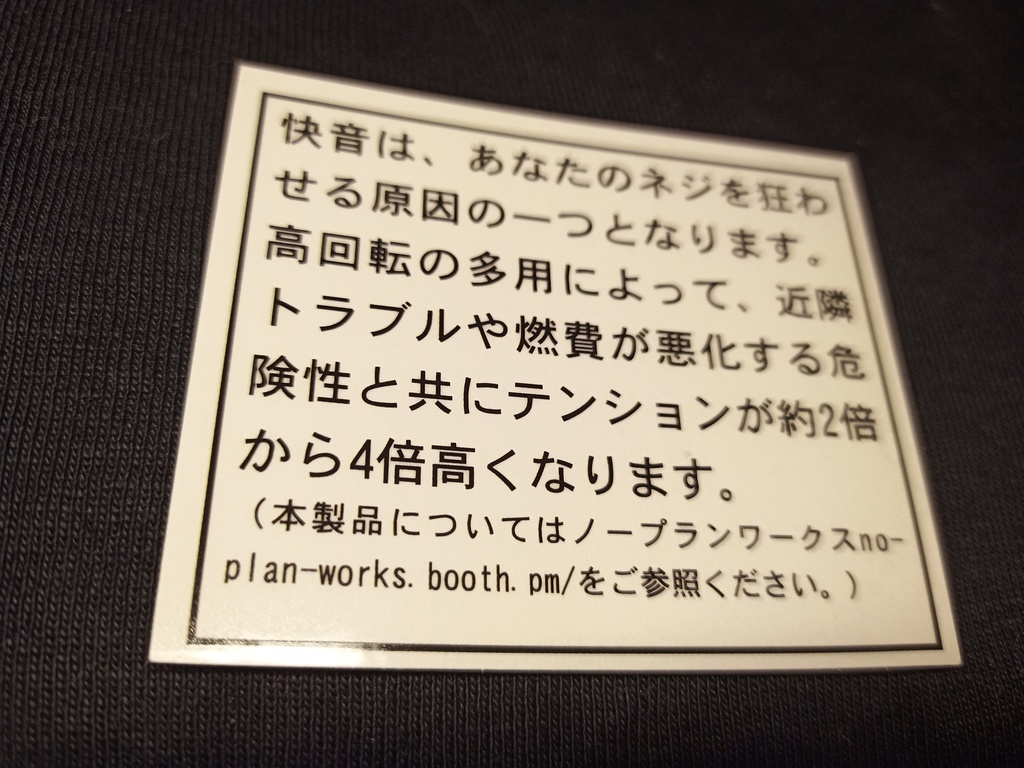 快音は、あなたのネジを狂わ
せる原因の一つとなります。
高回転の多用によって、近隣
トラブルや燃費が悪化する危
険性と共にテンションが約2倍
から4倍高くなります。
（本製品についてはノープランワークスno-
plan-works.booth.pm/をご参照ください。）